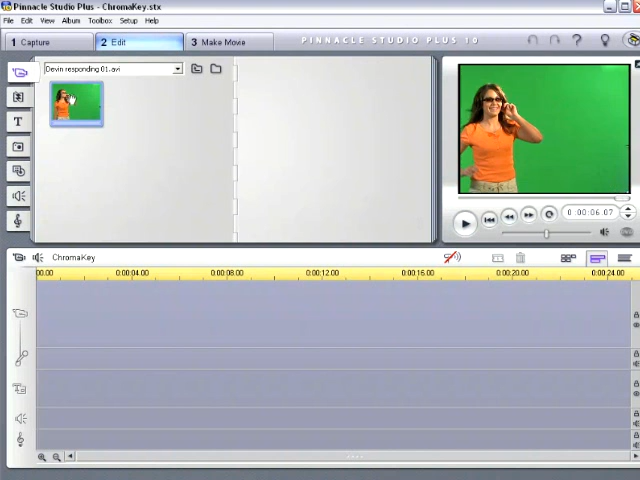 Pinnacle Studio Plus - ChromaKey.stx
File Edit View Album Toolbox Setup Help
1 Capture 2 Edit 3 Make Movie PINNACLE STUDIO PLUS 10
Devin responding 01.avi
0:00:06.07
ChromaKey
00.00 0:00:04.00 0:00:08.00 0:00:12.00 0:00:16.00 0:00:20.00 0:00:24.00